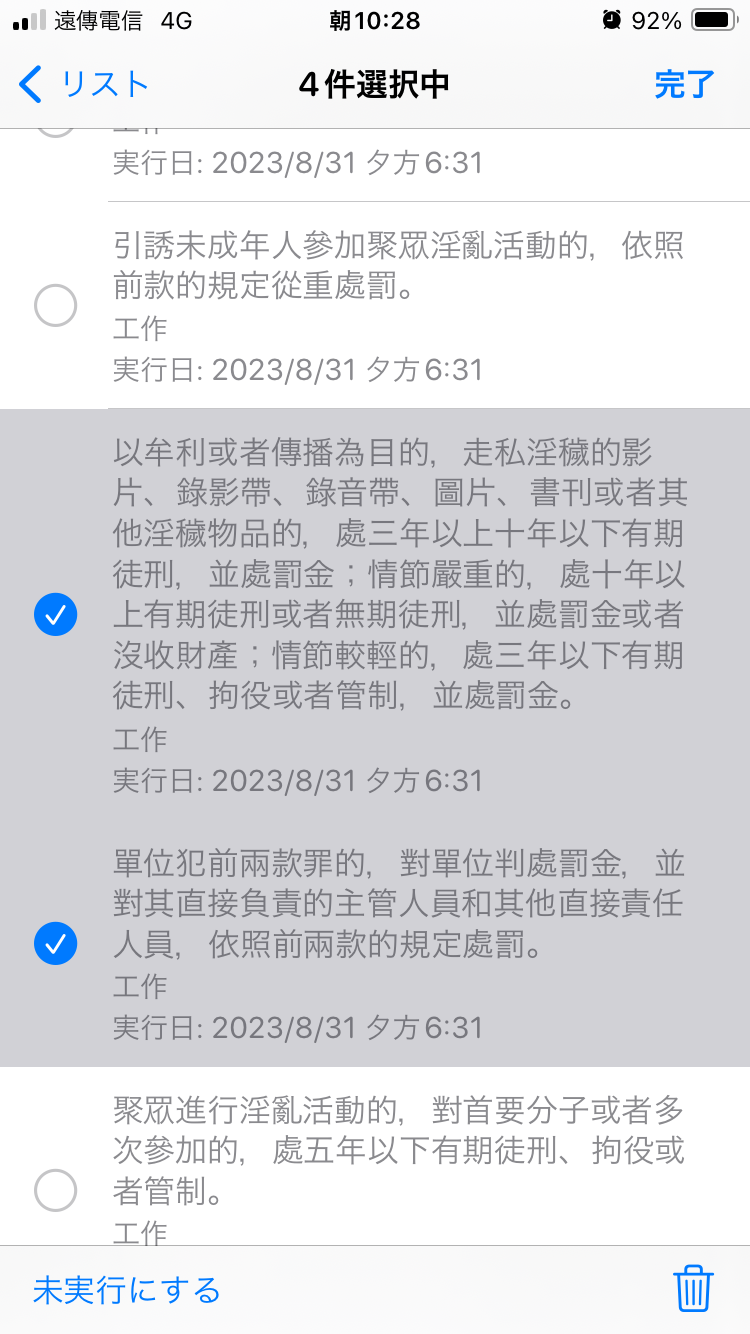 遠傳電信 4G 朝10:28 92%
リスト 4件選択中 完了
工作
実行日: 2023/8/31 夕方6:31
引誘未成年人參加聚眾淫亂活動的，依照
前款的規定從重處罰。
工作
実行日: 2023/8/31 夕方6:31
以牟利或者傳播為目的，走私淫穢的影
片、錄影帶、錄音帶、圖片、書刊或者其
他淫穢物品的，處三年以上十年以下有期
徒刑，並處罰金；情節嚴重的，處十年以
上有期徒刑或者無期徒刑，並處罰金或者
沒收財產；情節較輕的，處三年以下有期
徒刑、拘役或者管制，並處罰金。
工作
実行日: 2023/8/31 夕方6:31
單位犯前兩款罪的，對單位判處罰金，並
對其直接負責的主管人員和其他直接責任
人員，依照前兩款的規定處罰。
工作
実行日: 2023/8/31 夕方6:31
聚眾進行淫亂活動的，對首要分子或者多
次參加的，處五年以下有期徒刑、拘役或
者管制。
工作
未実行にする